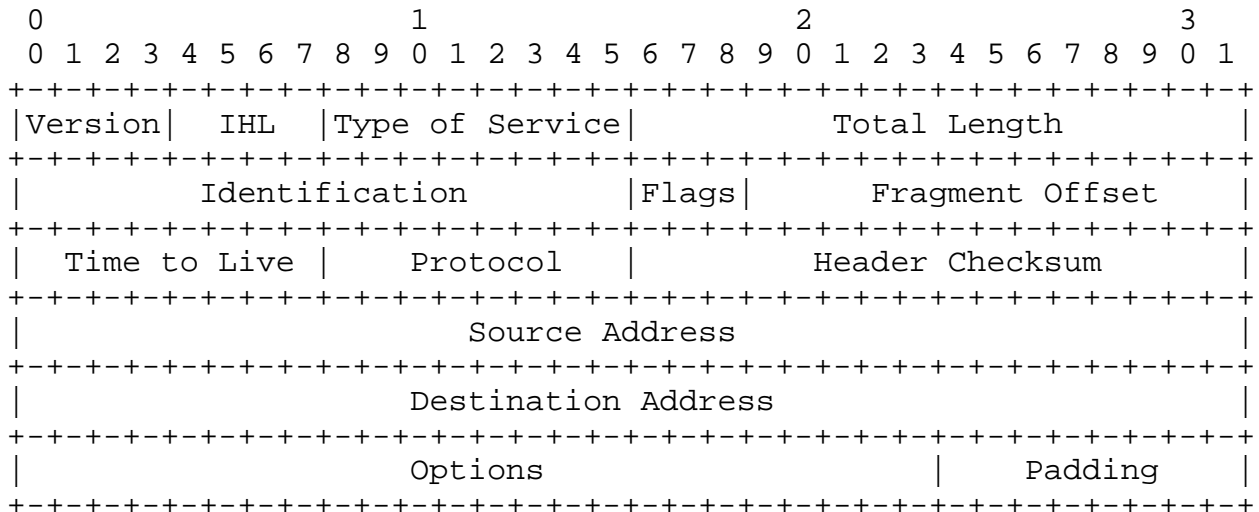 0                   1                   2                   3
 0 1 2 3 4 5 6 7 8 9 0 1 2 3 4 5 6 7 8 9 0 1 2 3 4 5 6 7 8 9 0 1
+-+-+-+-+-+-+-+-+-+-+-+-+-+-+-+-+-+-+-+-+-+-+-+-+-+-+-+-+-+-+-+-+
|Version|  IHL  |Type of Service|          Total Length         |
+-+-+-+-+-+-+-+-+-+-+-+-+-+-+-+-+-+-+-+-+-+-+-+-+-+-+-+-+-+-+-+-+
|         Identification        |Flags|      Fragment Offset    |
+-+-+-+-+-+-+-+-+-+-+-+-+-+-+-+-+-+-+-+-+-+-+-+-+-+-+-+-+-+-+-+-+
|  Time to Live |    Protocol   |         Header Checksum       |
+-+-+-+-+-+-+-+-+-+-+-+-+-+-+-+-+-+-+-+-+-+-+-+-+-+-+-+-+-+-+-+-+
|                       Source Address                          |
+-+-+-+-+-+-+-+-+-+-+-+-+-+-+-+-+-+-+-+-+-+-+-+-+-+-+-+-+-+-+-+-+
|                    Destination Address                        |
+-+-+-+-+-+-+-+-+-+-+-+-+-+-+-+-+-+-+-+-+-+-+-+-+-+-+-+-+-+-+-+-+
|                    Options                    |    Padding    |
+-+-+-+-+-+-+-+-+-+-+-+-+-+-+-+-+-+-+-+-+-+-+-+-+-+-+-+-+-+-+-+-+